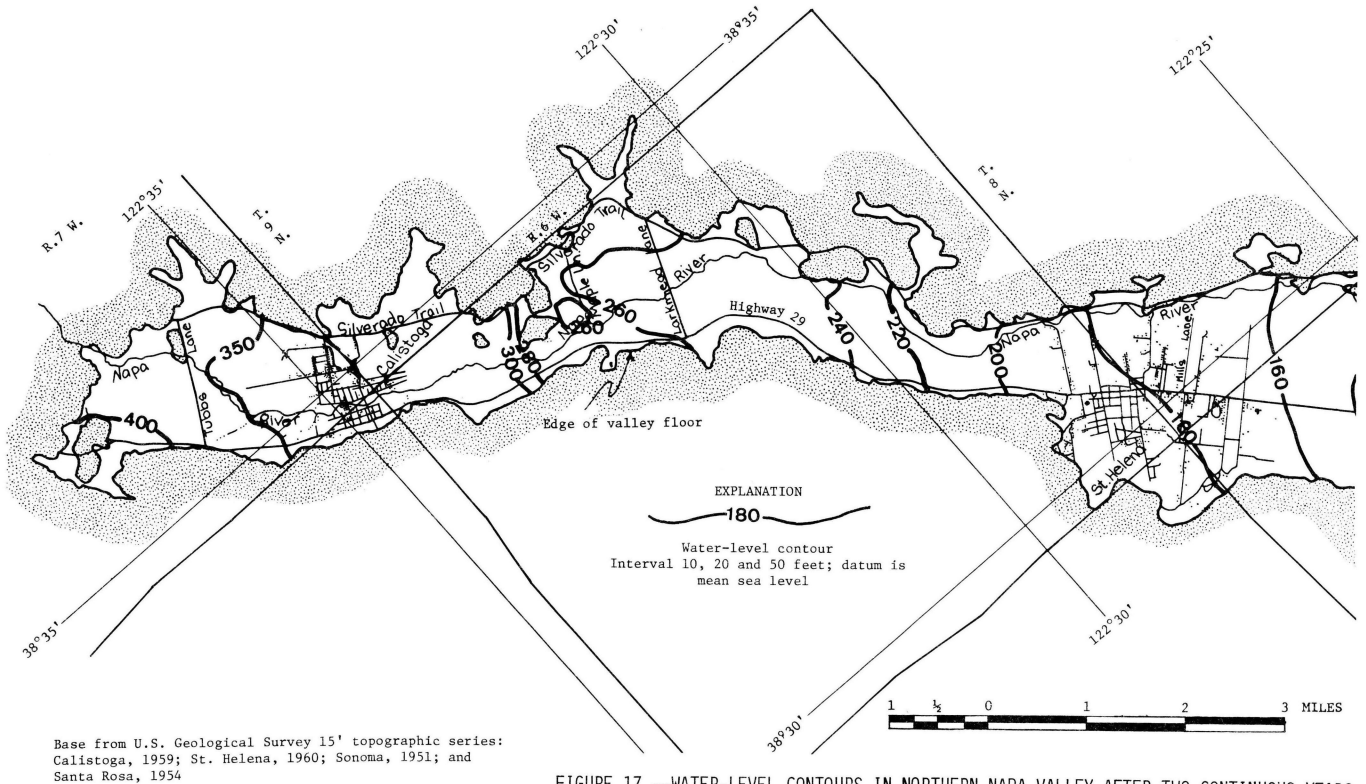 122°30'
38°35'
122°25'
R.7 W.
122°35'
T.
9
N.
R.6 W.
T.
8
N.
Silverado Trail
Larkmead Lane
River
Highway 29
Napa
Tubbs Lane
350
River
400
Silverado Trail
Calistoga
300
280
260
260
240
220
200
Napa
River
Mills Lane
160
180
St. Helena
Edge of valley floor
EXPLANATION
180
Water-level contour
Interval 10, 20 and 50 feet; datum is
mean sea level
38°35'
122°30'
38°30'
1 ½ 0 1 2 3 MILES
Base from U.S. Geological Survey 15' topographic series:
Calistoga, 1959; St. Helena, 1960; Sonoma, 1951; and
Santa Rosa, 1954